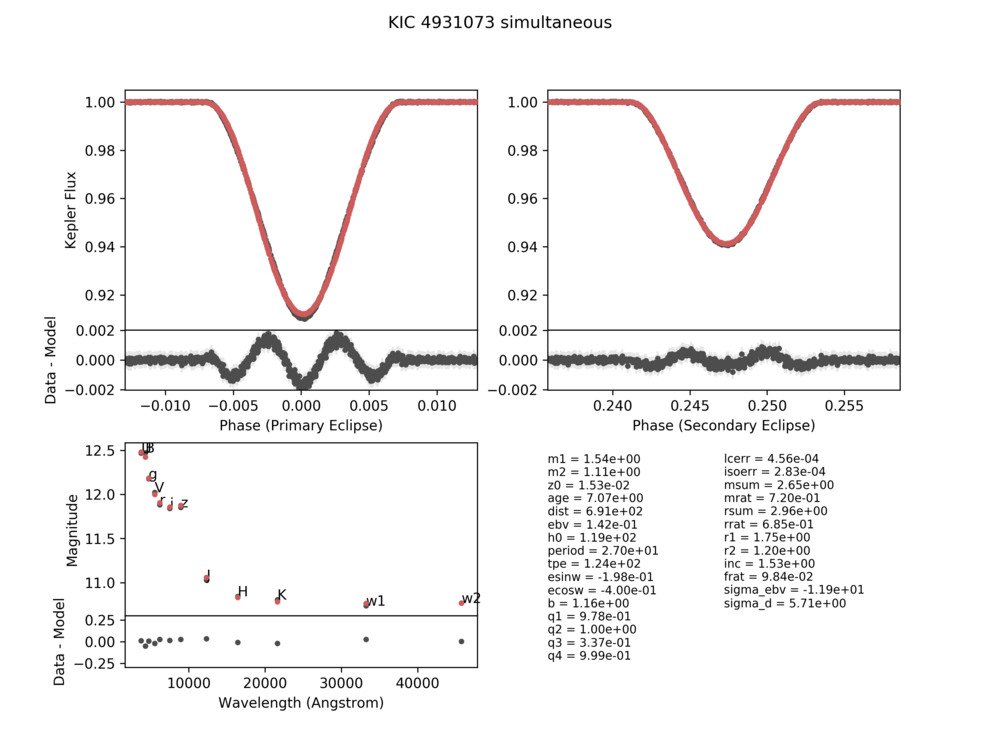 KIC 4931073 simultaneous
1.00
0.98
0.96
0.94
0.92
Kepler Flux
0.002
0.000
−0.002
Data - Model
−0.010 −0.005 0.000 0.005 0.010
Phase (Primary Eclipse)
1.00
0.98
0.96
0.94
0.92
0.002
0.000
−0.002
0.240 0.245 0.250 0.255
Phase (Secondary Eclipse)
12.5
12.0
11.5
11.0
Magnitude
B
g
V
r i z
J
H
K
w1
w2
0.25
0.00
−0.25
Data - Model
10000 20000 30000 40000
Wavelength (Angstrom)
m1 = 1.54e+00
m2 = 1.11e+00
z0 = 1.53e-02
age = 7.07e+00
dist = 6.91e+02
ebv = 1.42e-01
h0 = 1.19e+02
period = 2.70e+01
tpe = 1.24e+02
esinw = -1.98e-01
ecosw = -4.00e-01
b = 1.16e+00
q1 = 9.78e-01
q2 = 1.00e+00
q3 = 3.37e-01
q4 = 9.99e-01
lcerr = 4.56e-04
isoerr = 2.83e-04
msum = 2.65e+00
mrat = 7.20e-01
rsum = 2.96e+00
rrat = 6.85e-01
r1 = 1.75e+00
r2 = 1.20e+00
inc = 1.53e+00
frat = 9.84e-02
sigma_ebv = -1.19e+01
sigma_d = 5.71e+00